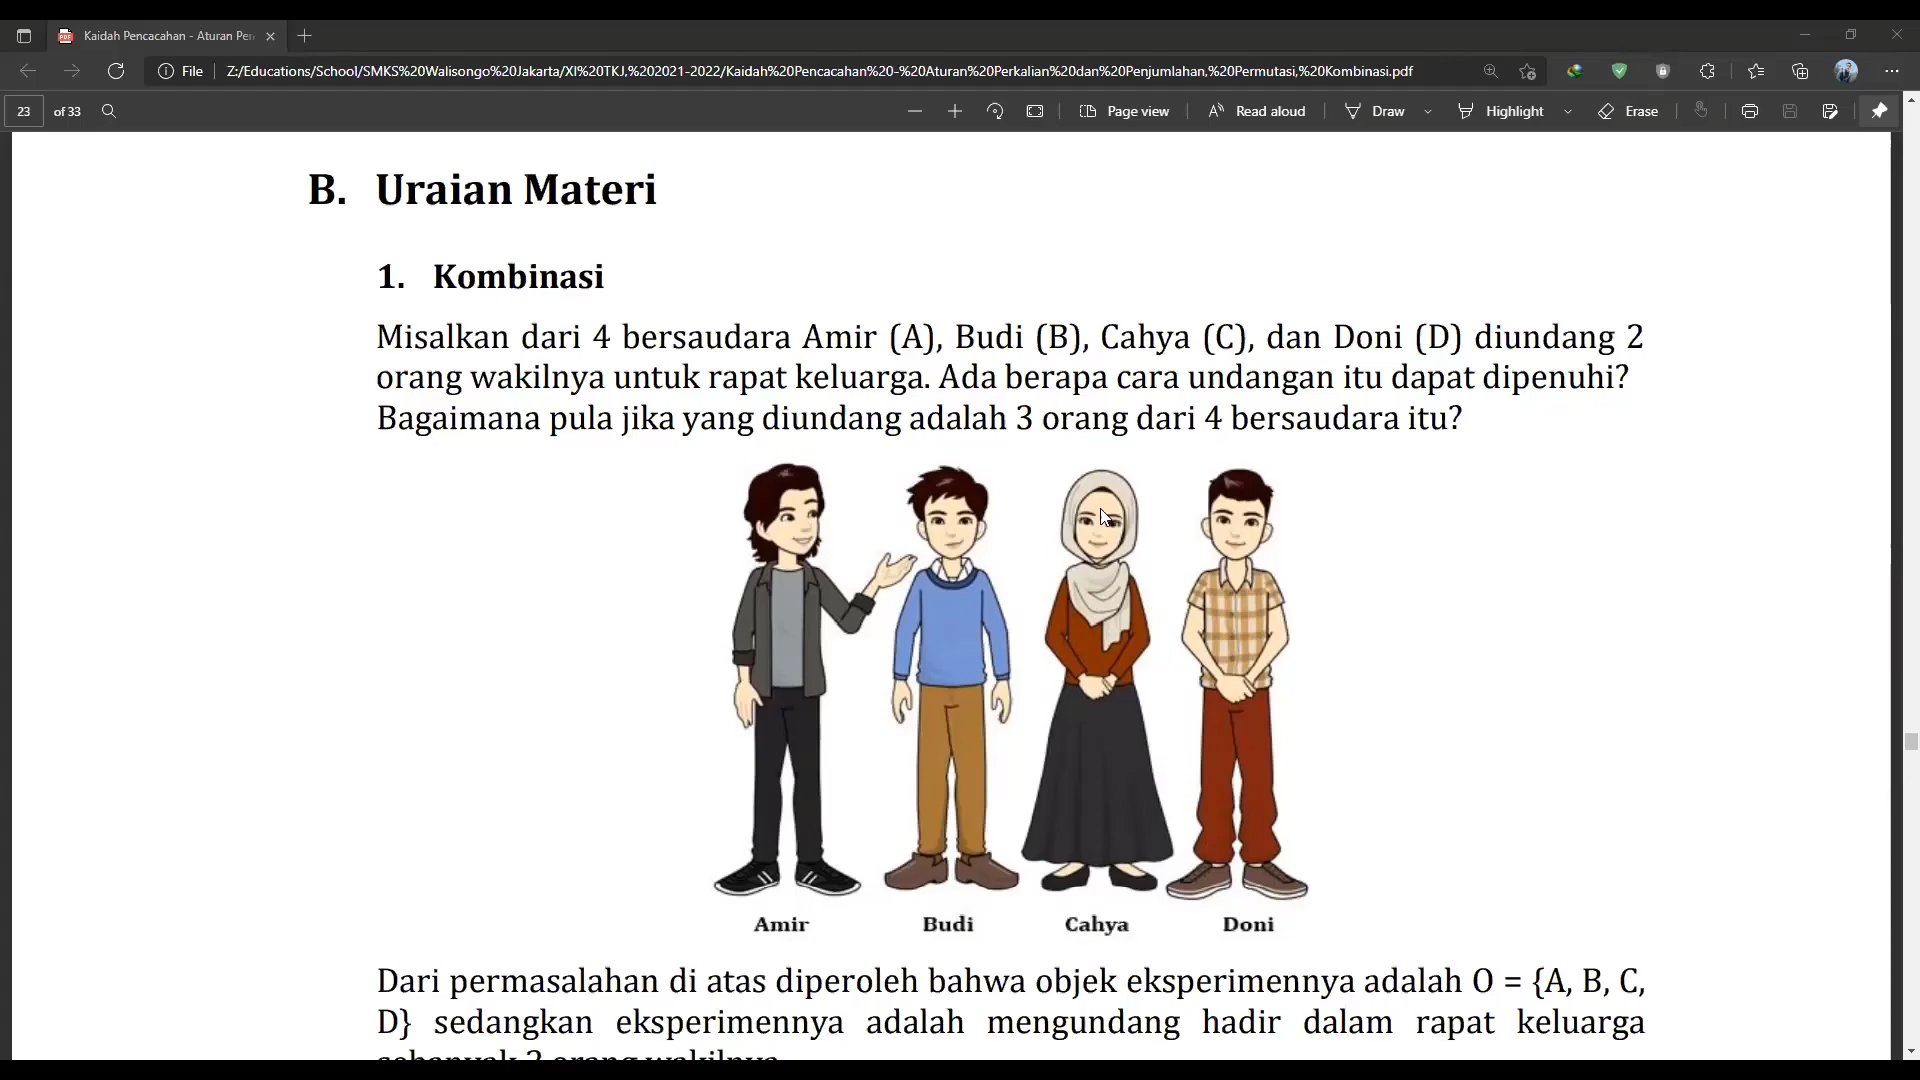 Kaidah Pencacahan - Aturan Per
File
Z:/Educations/School/SMKS%20Walisongo%20Jakarta/XI%20TKJ,%202021-2022/Kaidah%20Pencacahan%20-%20Aturan%20Perkalian%20dan%20Penjumlahan,%20Permutasi,%20Kombinasi.pdf
23 of 33
Page view
Read aloud
Draw
Highlight
Erase
B. Uraian Materi
1. Kombinasi
Misalkan dari 4 bersaudara Amir (A), Budi (B), Cahya (C), dan Doni (D) diundang 2
orang wakilnya untuk rapat keluarga. Ada berapa cara undangan itu dapat dipenuhi?
Bagaimana pula jika yang diundang adalah 3 orang dari 4 bersaudara itu?
Amir Budi Cahya Doni
Dari permasalahan di atas diperoleh bahwa objek eksperimennya adalah O = {A, B, C,
D} sedangkan eksperimennya adalah mengundang hadir dalam rapat keluarga
sebanyak 2 orang wakilnya